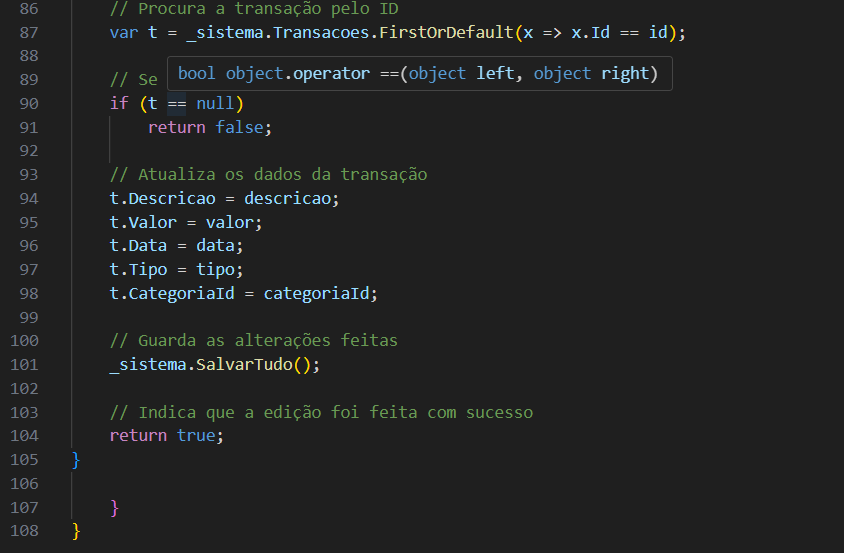 86 // Procura a transação pelo ID
87 var t = _sistema.Transacoes.FirstOrDefault(x => x.Id == id);
88
89 // Se
bool object.operator ==(object left, object right)
90 if (t == null)
91 return false;
92
93 // Atualiza os dados da transação
94 t.Descricao = descricao;
95 t.Valor = valor;
96 t.Data = data;
97 t.Tipo = tipo;
98 t.CategoriaId = categoriaId;
99
100 // Guarda as alterações feitas
101 _sistema.SalvarTudo();
102
103 // Indica que a edição foi feita com sucesso
104 return true;
105 }
106
107 }
108 }